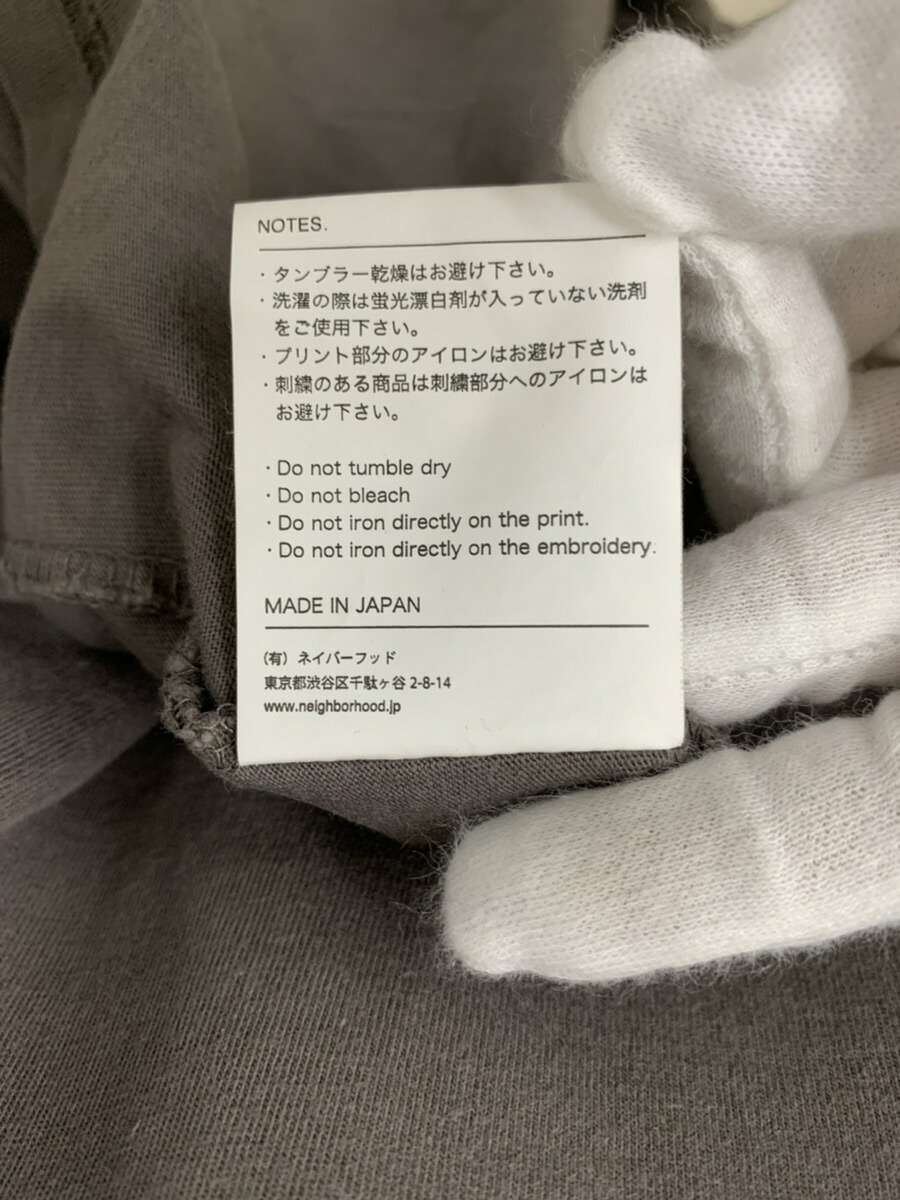 NOTES.
・タンブラー乾燥はお避け下さい。
・洗濯の際は蛍光漂白剤が入っていない洗剤
をご使用下さい。
・プリント部分のアイロンはお避け下さい。
・刺繍のある商品は刺繍部分へのアイロンは
お避け下さい。
・Do not tumble dry
・Do not bleach
・Do not iron directly on the print.
・Do not iron directly on the embroidery.
MADE IN JAPAN
(有) ネイバーフッド
東京都渋谷区千駄ヶ谷 2-8-14
www.neighborhood.jp